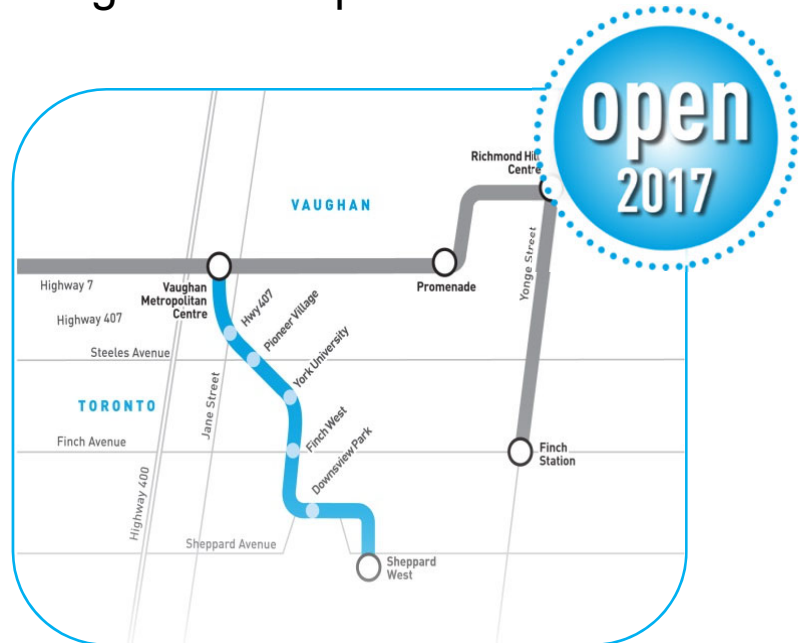 open
2017
Richmond Hill
Centre
VAUGHAN
Yonge Street
Highway 7
Vaughan
Metropolitan
Centre
Promenade
Hwy 407
Highway 407
Pioneer Village
Steeles Avenue
York University
TORONTO
Jane Street
Finch Avenue
Finch West
Finch
Station
Downsview Park
Highway 400
Sheppard Avenue
Sheppard
West